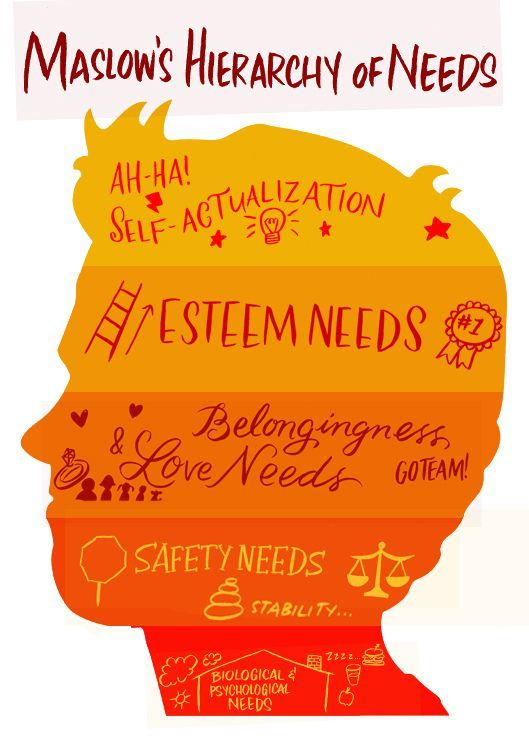 MASLOW'S HIERARCHY OF NEEDS
AH-HA!
SELF-ACTUALIZATION
ESTEEM NEEDS
#1
Belongingness
& Love Needs
GO TEAM!
SAFETY NEEDS
STABILITY...
ZZZZ...
BIOLOGICAL &
PSYCHOLOGICAL
NEEDS